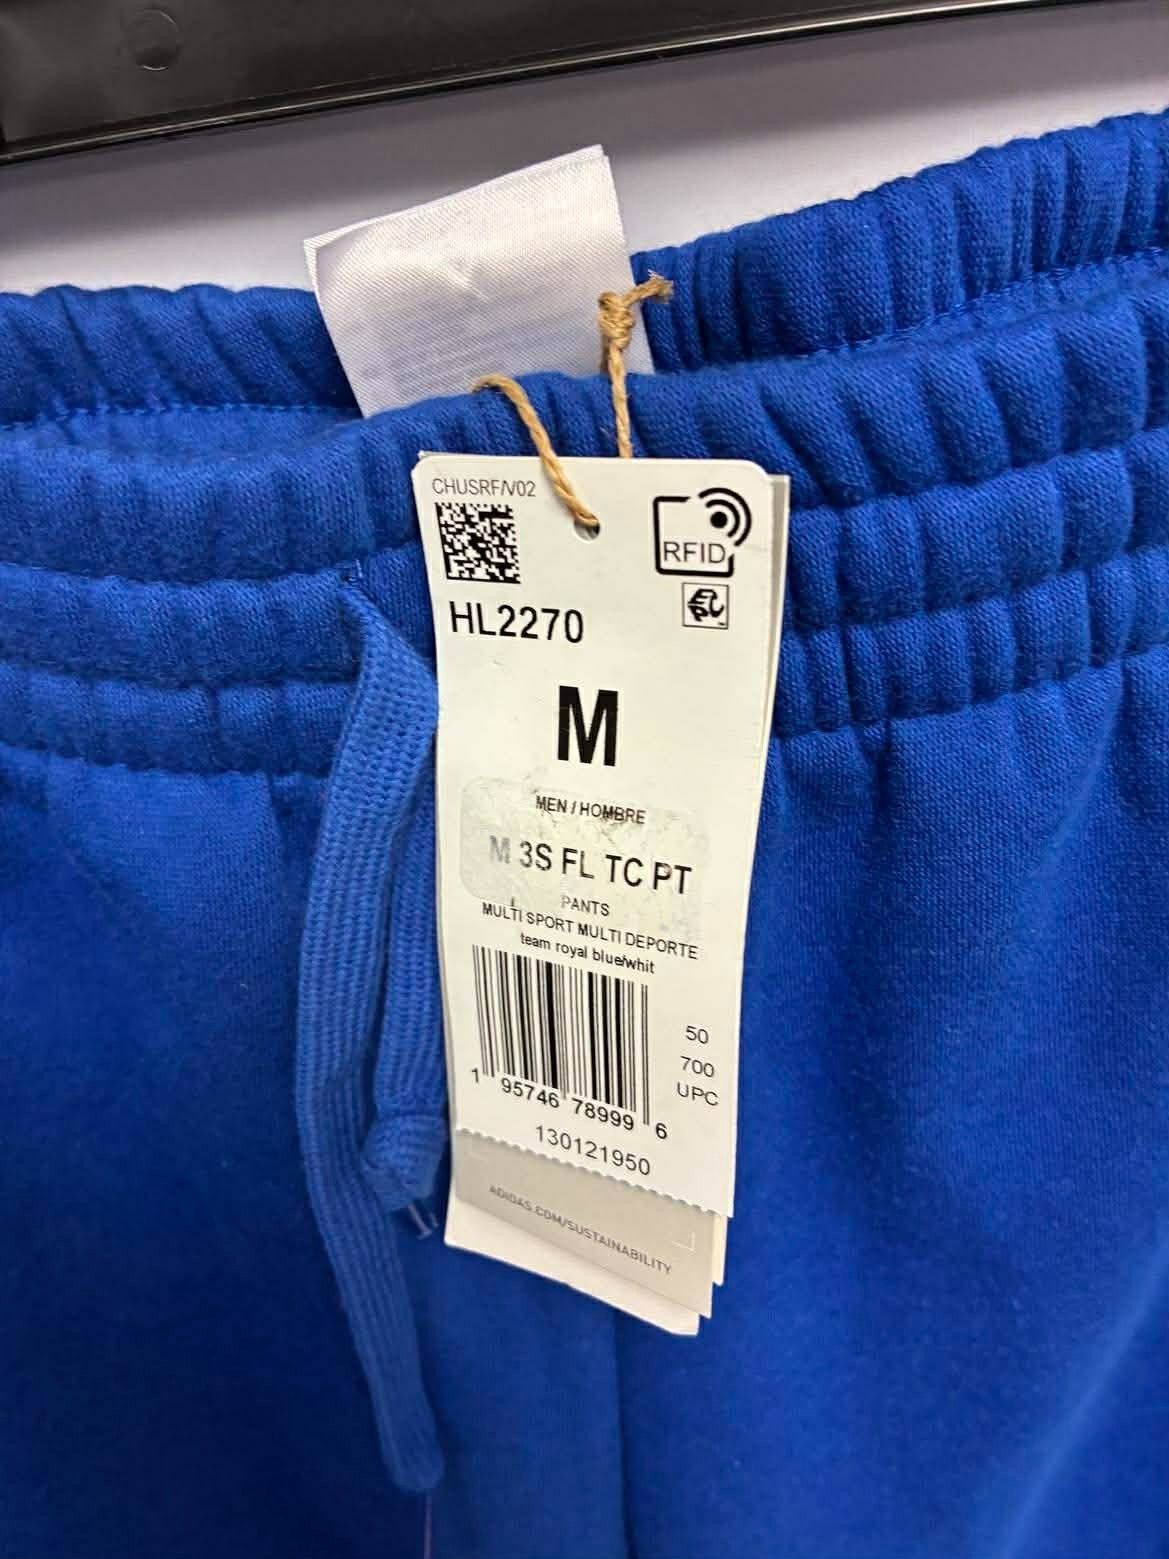 CHUSRF/V02
RFID
HL2270
M
MEN / HOMBRE
M 3S FL TC PT
PANTS
MULTI SPORT MULTI DEPORTE
team royal blue/whit
50
700
UPC
1 95746 78999 6
130121950
ADIDAS.COM/SUSTAINABILITY